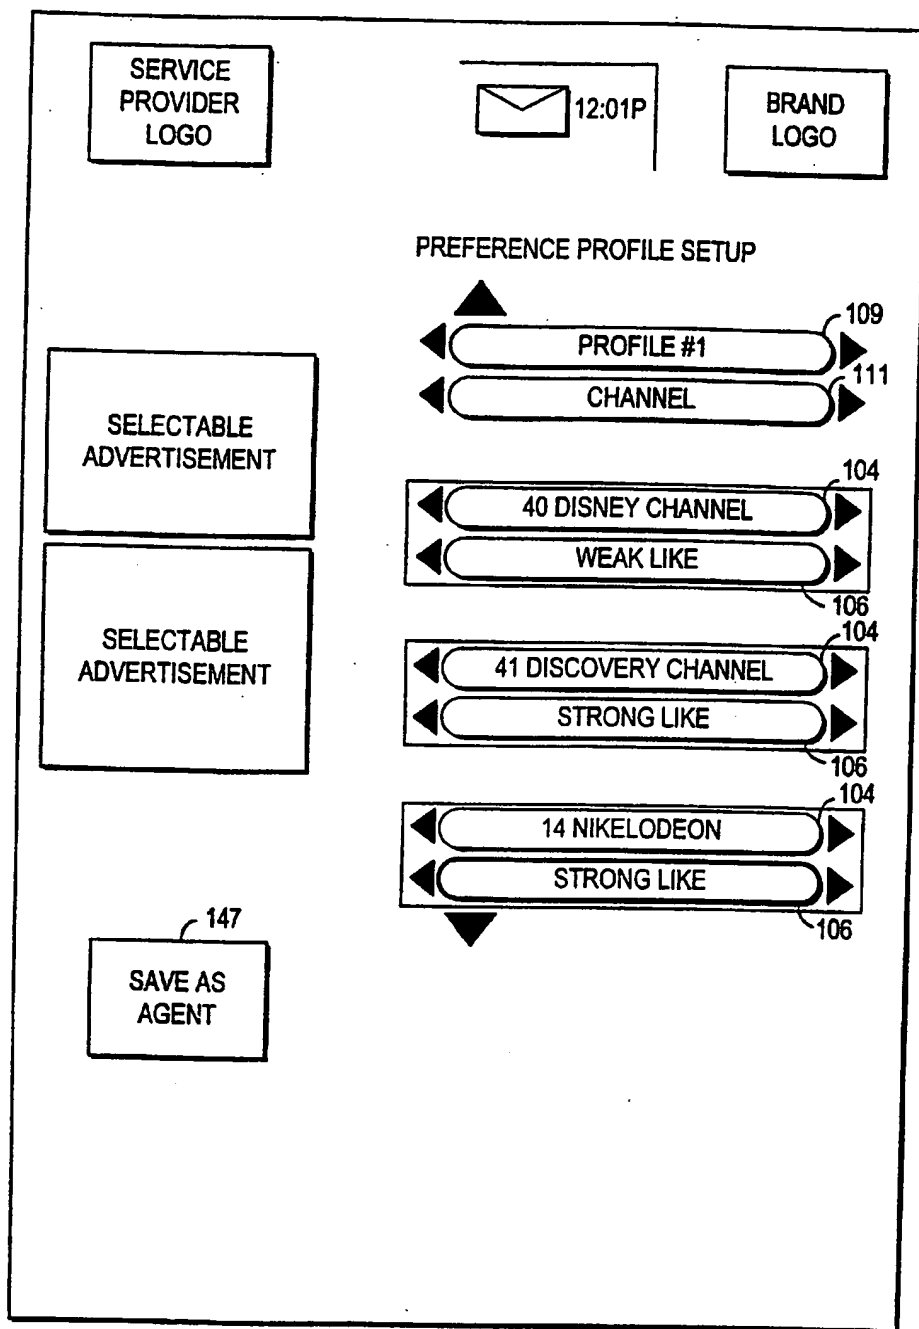 SERVICE
PROVIDER
LOGO
12:01P
BRAND
LOGO
PREFERENCE PROFILE SETUP
109
PROFILE #1
111
CHANNEL
SELECTABLE
ADVERTISEMENT
104
40 DISNEY CHANNEL
WEAK LIKE
106
SELECTABLE
ADVERTISEMENT
104
41 DISCOVERY CHANNEL
STRONG LIKE
106
104
14 NIKELODEON
STRONG LIKE
106
147
SAVE AS
AGENT